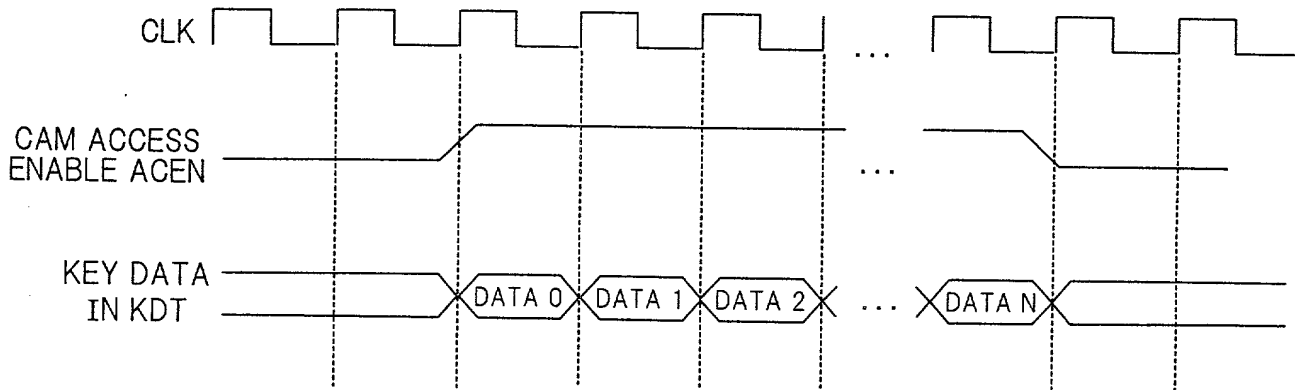 CLK
...
CAM ACCESS
ENABLE ACEN
...
KEY DATA
IN KDT
DATA 0
DATA 1
DATA 2
...
DATA N